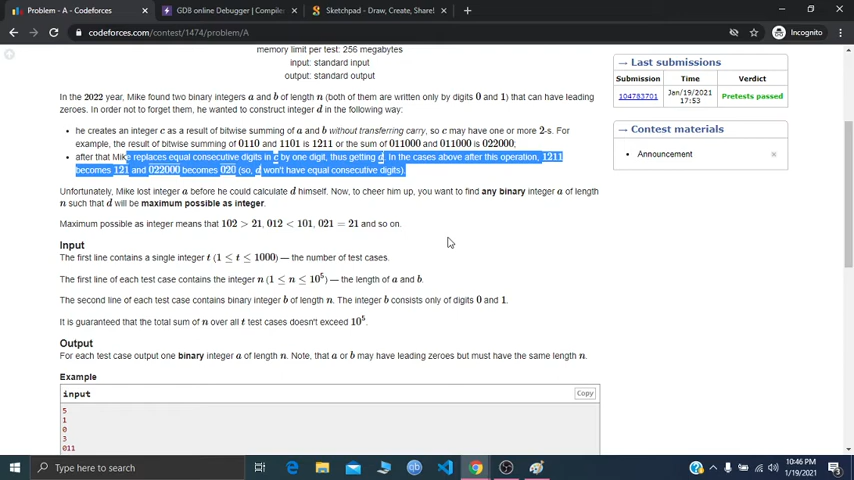 Problem - A - Codeforces
GDB online Debugger | Compiler
Sketchpad - Draw, Create, Share!
codeforces.com/contest/1474/problem/A
Incognito
memory limit per test: 256 megabytes
input: standard input
output: standard output
In the 2022 year, Mike found two binary integers a and b of length n (both of them are written only by digits 0 and 1) that can have leading
zeroes. In order not to forget them, he wanted to construct integer d in the following way:
• he creates an integer c as a result of bitwise summing of a and b without transferring carry, so c may have one or more 2-s. For
example, the result of bitwise summing of 0110 and 1101 is 1211 or the sum of 011000 and 011000 is 022000;
• after that Mike replaces equal consecutive digits in c by one digit, thus getting d. In the cases above after this operation, 1211
becomes 121 and 022000 becomes 020 (so, d won't have equal consecutive digits).
Unfortunately, Mike lost integer a before he could calculate d himself. Now, to cheer him up, you want to find any binary integer a of length
n such that d will be maximum possible as integer.
Maximum possible as integer means that 102 > 21, 012 < 101, 021 = 21 and so on.
Input
The first line contains a single integer t (1 ≤ t ≤ 1000) — the number of test cases.
The first line of each test case contains the integer n (1 ≤ n ≤ 10⁵) — the length of a and b.
The second line of each test case contains binary integer b of length n. The integer b consists only of digits 0 and 1.
It is guaranteed that the total sum of n over all t test cases doesn't exceed 10⁵.
Output
For each test case output one binary integer a of length n. Note, that a or b may have leading zeroes but must have the same length n.
Example
input
Copy
5
1
0
3
011
→ Last submissions
Submission Time Verdict
104783701 Jan/19/2021 17:53 Pretests passed
→ Contest materials
• Announcement
Type here to search
10:46 PM
1/19/2021